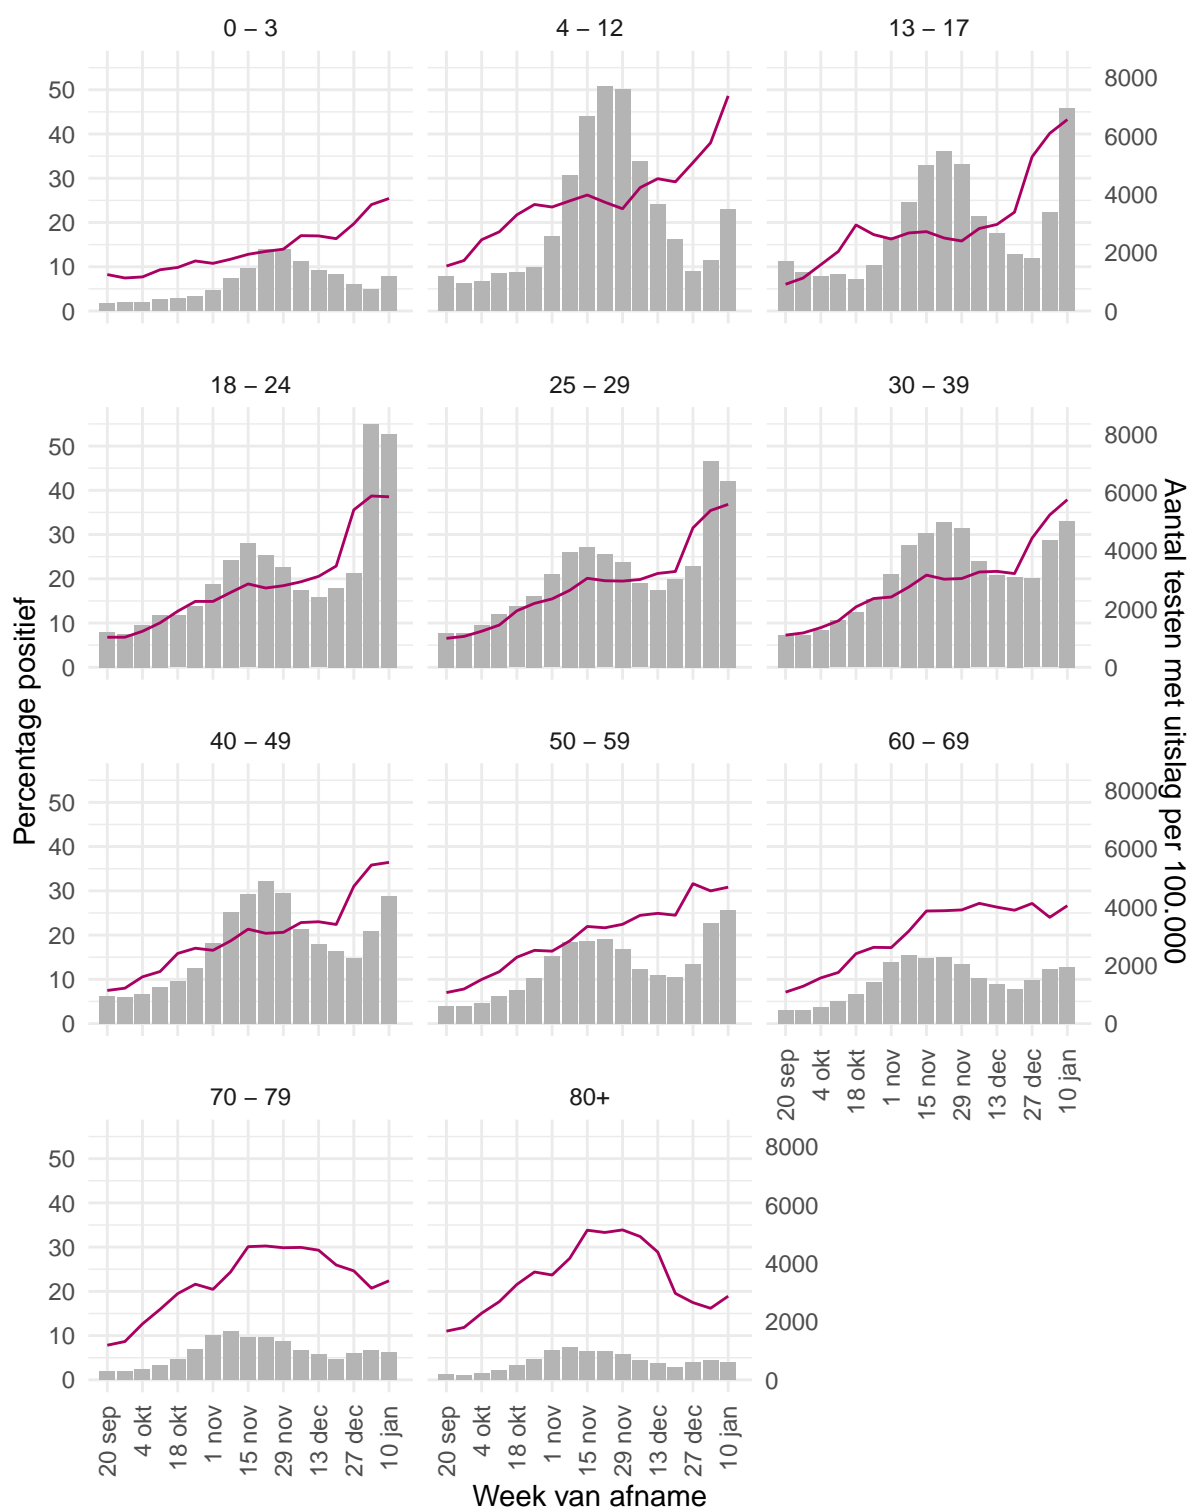 0 – 3
4 – 12
13 – 17
50
40
30
20
10
0
8000
6000
4000
2000
0
18 – 24
25 – 29
30 – 39
50
40
30
20
10
0
8000
6000
4000
2000
0
Percentage positief
Aantal testen met uitslag per 100.000
40 – 49
50 – 59
60 – 69
50
40
30
20
10
0
8000
6000
4000
2000
0
20 sep
4 okt
18 okt
1 nov
15 nov
29 nov
13 dec
27 dec
10 jan
70 – 79
80+
50
40
30
20
10
0
8000
6000
4000
2000
0
20 sep
4 okt
18 okt
1 nov
15 nov
29 nov
13 dec
27 dec
10 jan
20 sep
4 okt
18 okt
1 nov
15 nov
29 nov
13 dec
27 dec
10 jan
Week van afname